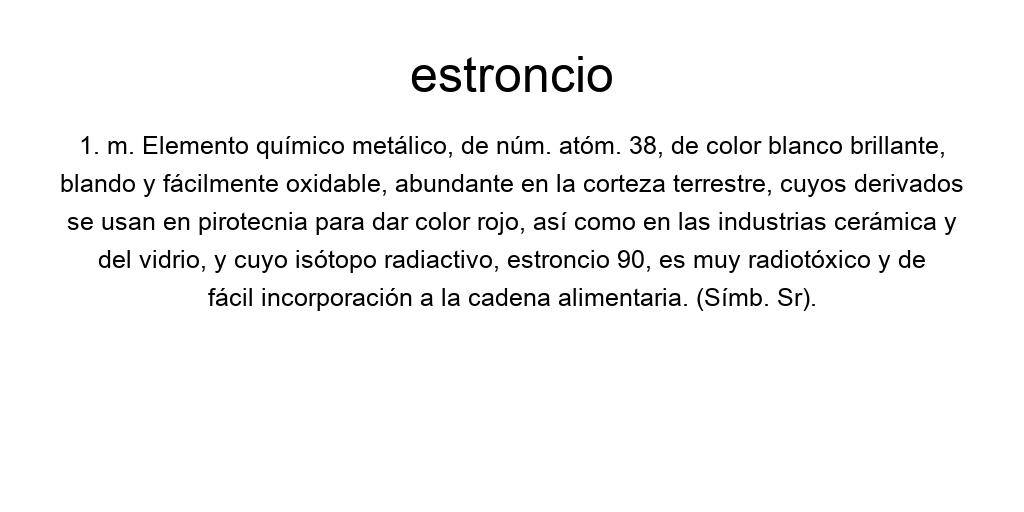 estroncio
1. m. Elemento químico metálico, de núm. atóm. 38, de color blanco brillante,
blando y fácilmente oxidable, abundante en la corteza terrestre, cuyos derivados
se usan en pirotecnia para dar color rojo, así como en las industrias cerámica y
del vidrio, y cuyo isótopo radiactivo, estroncio 90, es muy radiotóxico y de
fácil incorporación a la cadena alimentaria. (Símb. Sr).